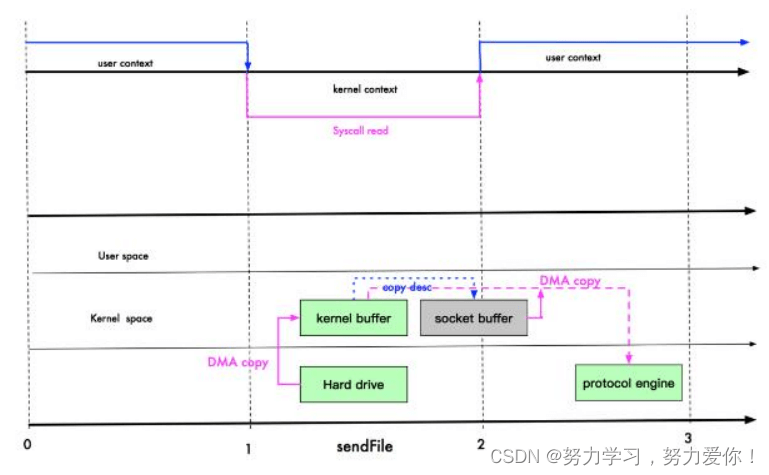 user context
user context
kernel context
Syscall read
User space
copy desc
DMA copy
Kernel space
kernel buffer
socket buffer
DMA copy
Hard drive
protocol engine
0
1
sendFile
2
3
CSDN @努力学习，努力爱你！